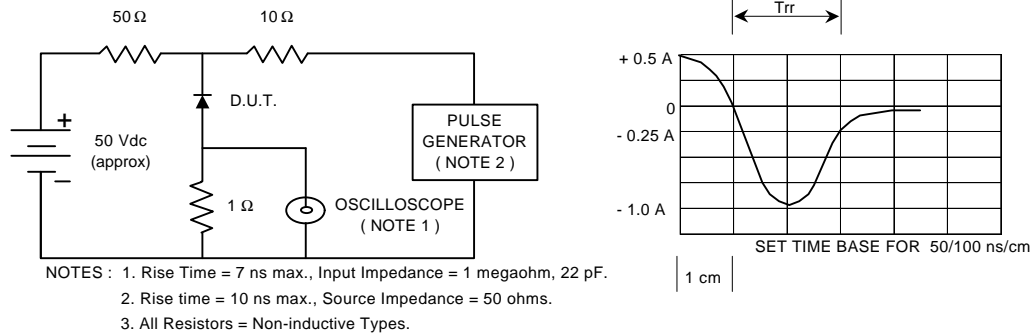 50 Ω
10 Ω
D.U.T.
+
50 Vdc
(approx)
−
1 Ω
OSCILLOSCOPE
( NOTE 1 )
PULSE
GENERATOR
( NOTE 2 )
Trr
+ 0.5 A
0
- 0.25 A
- 1.0 A
SET TIME BASE FOR 50/100 ns/cm
1 cm
NOTES : 1. Rise Time = 7 ns max., Input Impedance = 1 megaohm, 22 pF.
2. Rise time = 10 ns max., Source Impedance = 50 ohms.
3. All Resistors = Non-inductive Types.